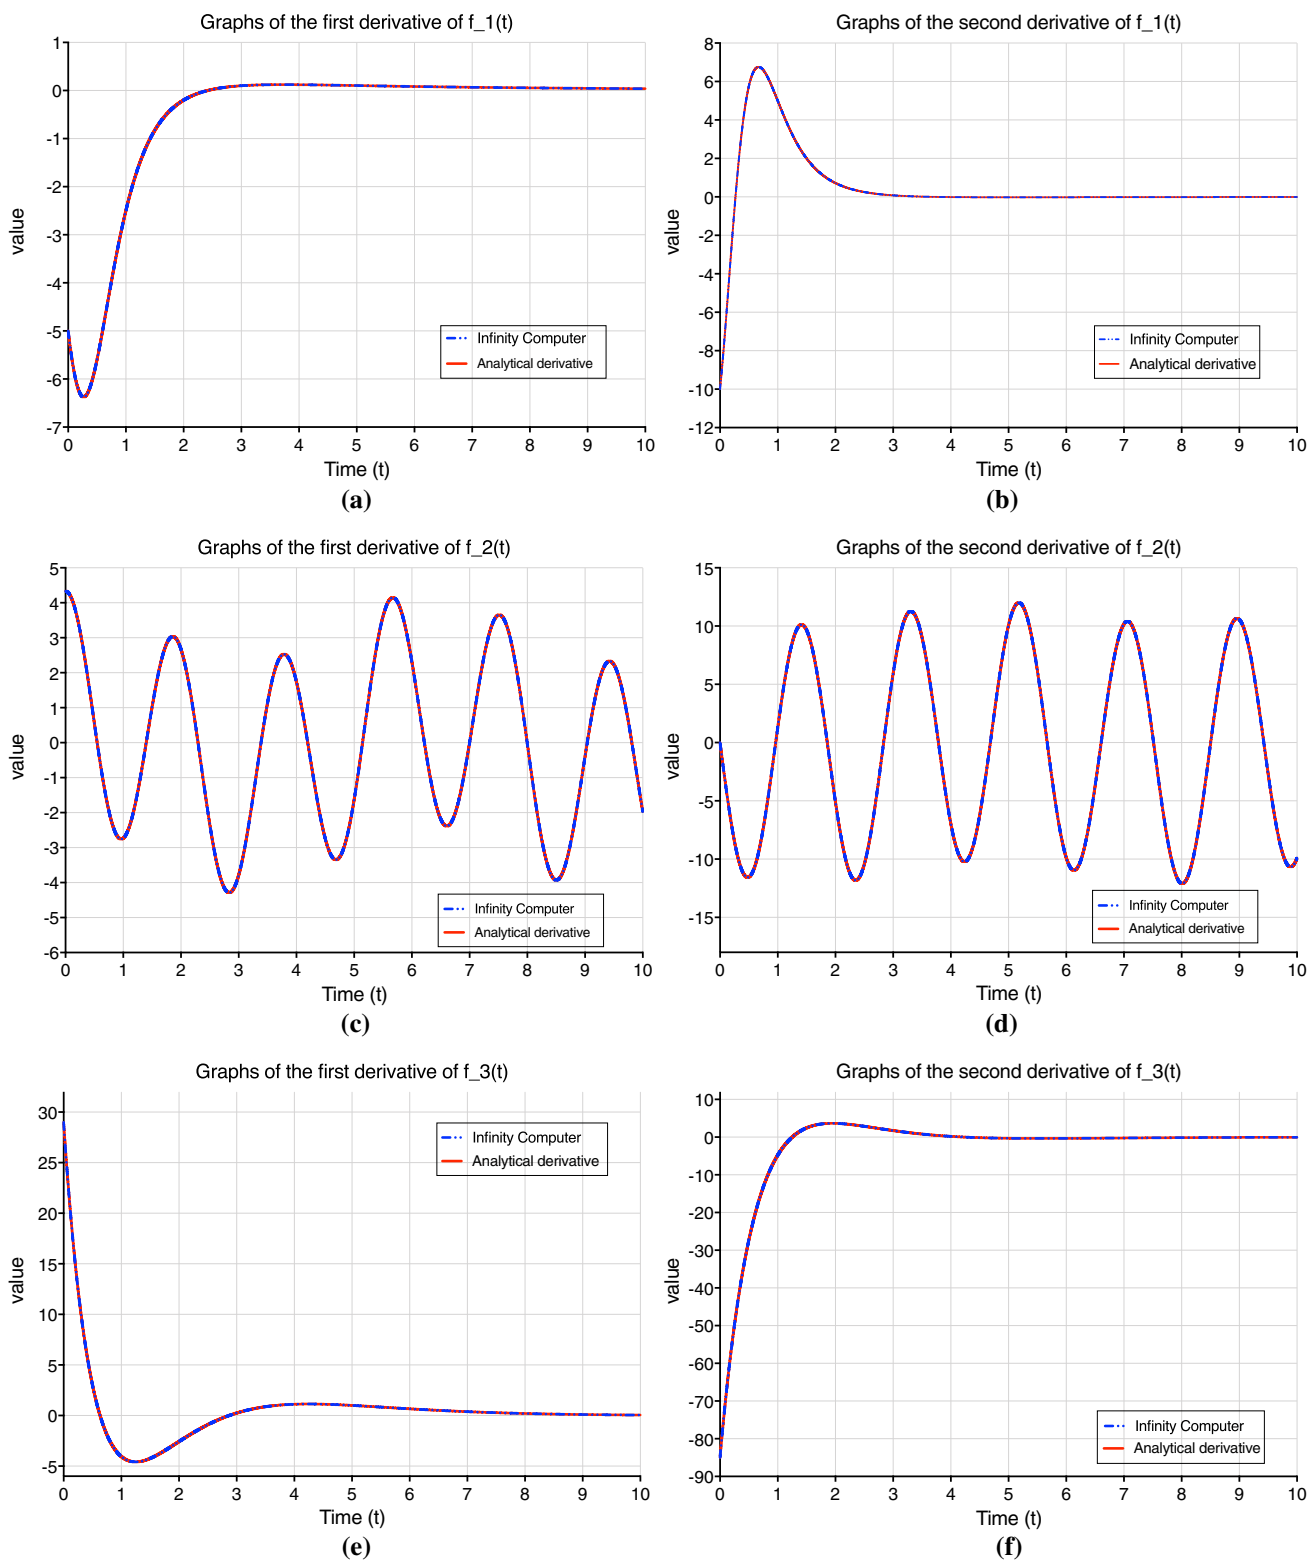 Graphs of the first derivative of f_1(t)
1
0
-1
-2
-3
-4
-5
-6
-7
value
Infinity Computer
Analytical derivative
0 1 2 3 4 5 6 7 8 9 10
Time (t)
(a)
Graphs of the second derivative of f_1(t)
8
6
4
2
0
-2
-4
-6
-8
-10
-12
value
Infinity Computer
Analytical derivative
0 1 2 3 4 5 6 7 8 9 10
Time (t)
(b)
Graphs of the first derivative of f_2(t)
5
4
3
2
1
0
-1
-2
-3
-4
-5
-6
value
Infinity Computer
Analytical derivative
0 1 2 3 4 5 6 7 8 9 10
Time (t)
(c)
Graphs of the second derivative of f_2(t)
15
10
5
0
-5
-10
-15
value
Infinity Computer
Analytical derivative
0 1 2 3 4 5 6 7 8 9 10
Time (t)
(d)
Graphs of the first derivative of f_3(t)
30
25
20
15
10
5
0
-5
value
Infinity Computer
Analytical derivative
0 1 2 3 4 5 6 7 8 9 10
Time (t)
(e)
Graphs of the second derivative of f_3(t)
10
0
-10
-20
-30
-40
-50
-60
-70
-80
-90
value
Infinity Computer
Analytical derivative
0 1 2 3 4 5 6 7 8 9 10
Time (t)
(f)